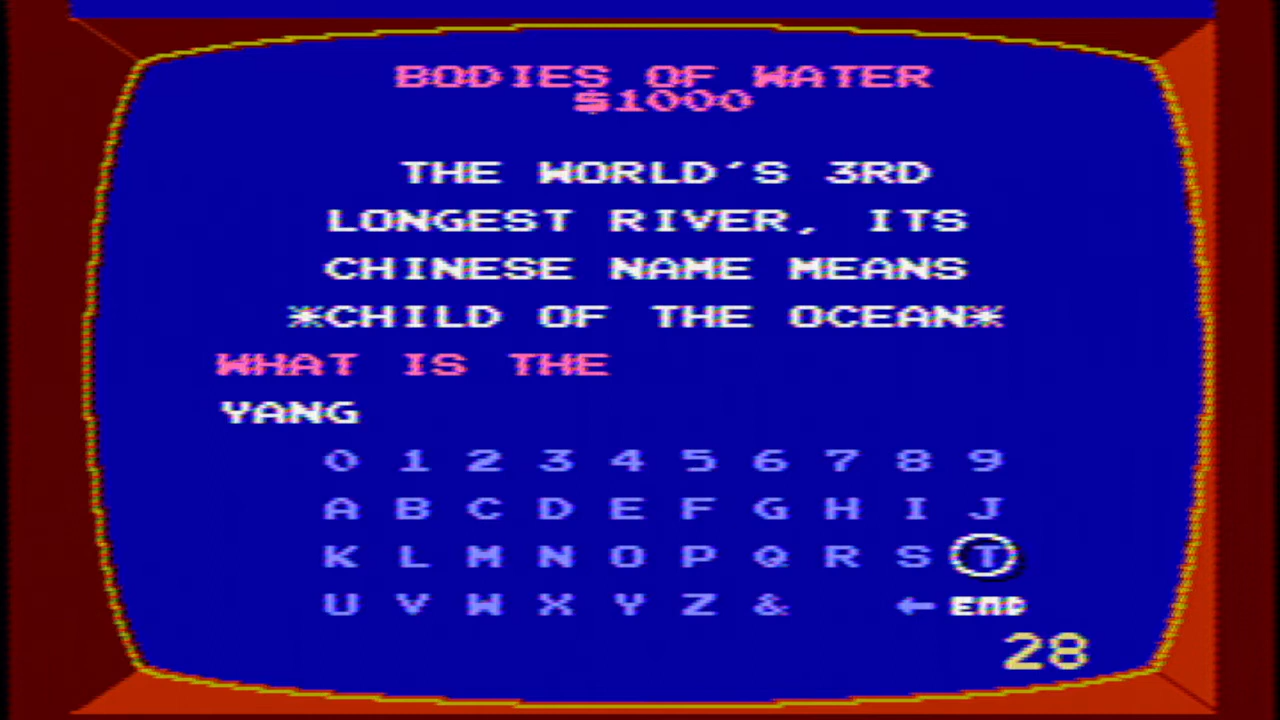 BODIES OF WATER
$1000
THE WORLD'S 3RD
LONGEST RIVER, ITS
CHINESE NAME MEANS
*CHILD OF THE OCEAN*
WHAT IS THE
YANG
0 1 2 3 4 5 6 7 8 9
A B C D E F G H I J
K L M N O P Q R S T
U V W X Y Z & ← END
28